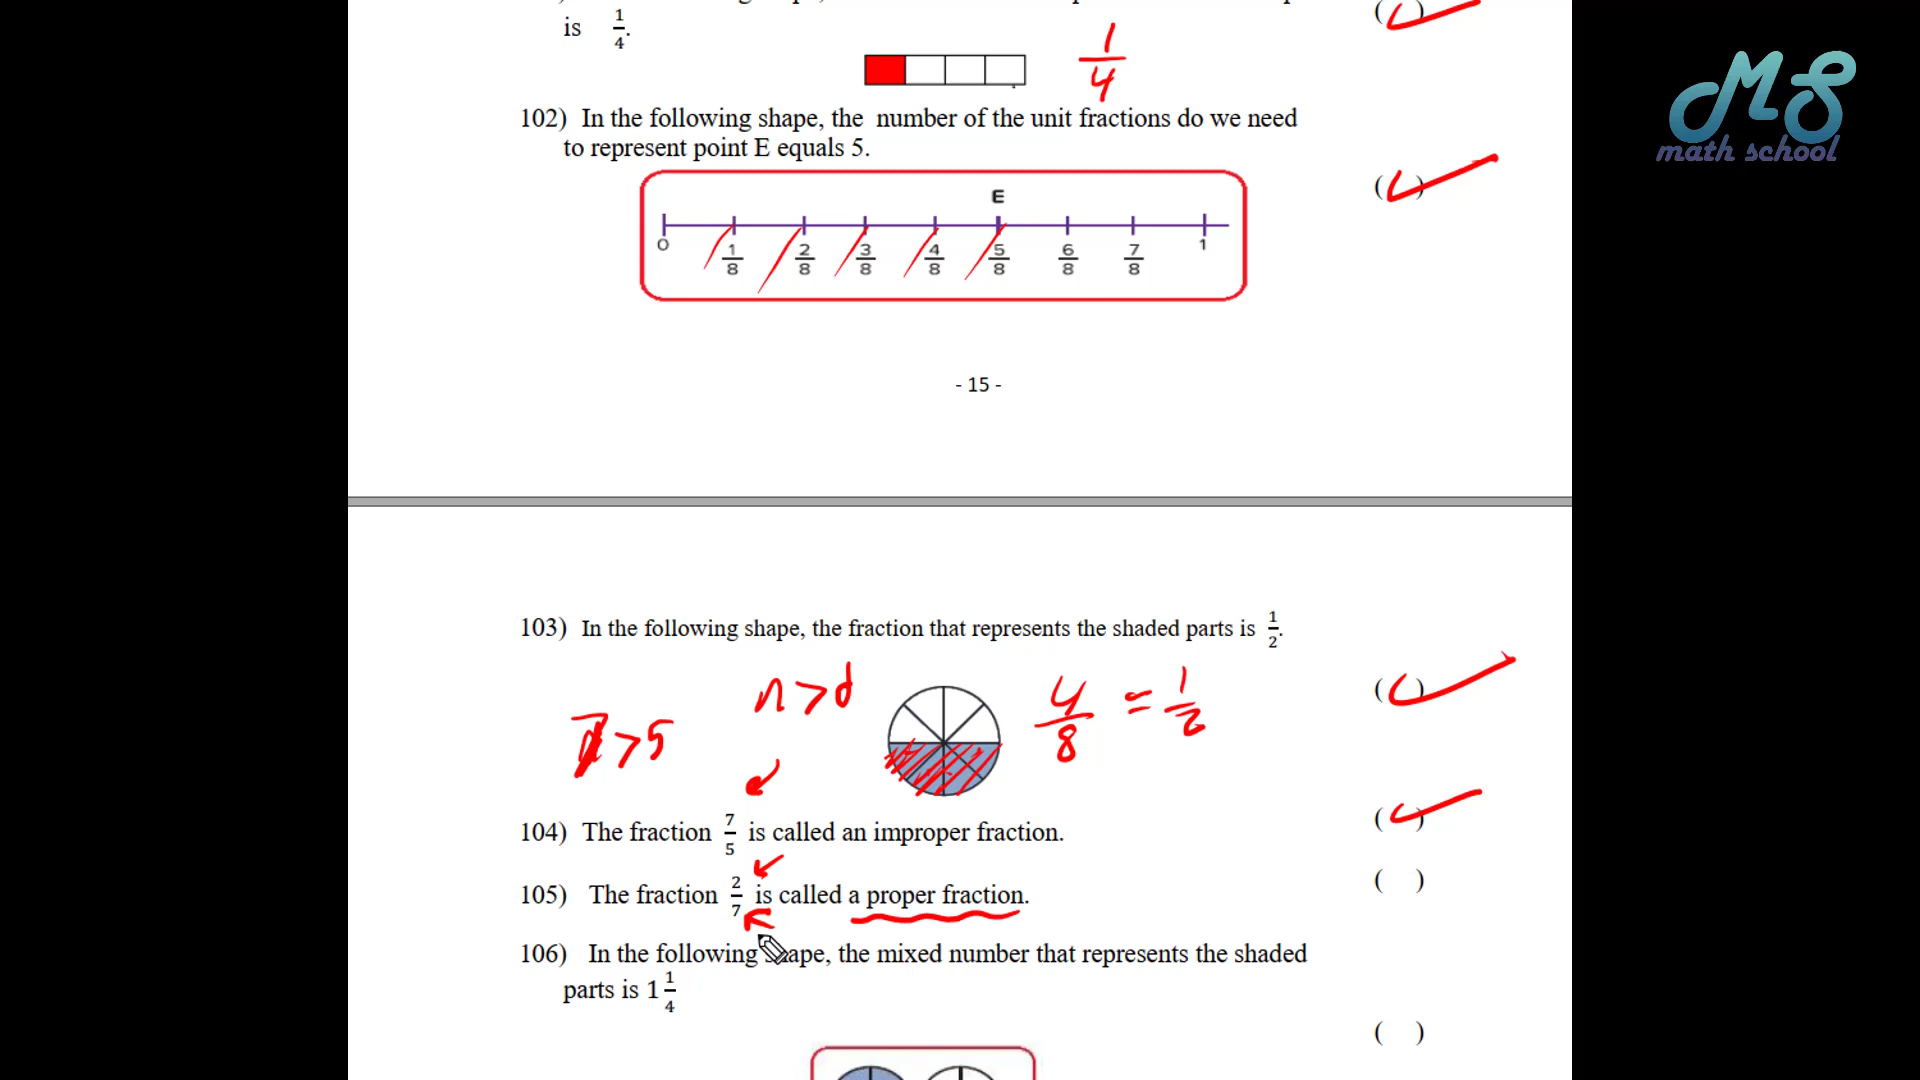 is 1/4.
1/4
102) In the following shape, the number of the unit fractions do we need
to represent point E equals 5.
( )
E
0 1/8 2/8 3/8 4/8 5/8 6/8 7/8 1
- 15 -
103) In the following shape, the fraction that represents the shaded parts is 1/2.
n > d
7 > 5
4/8 = 1/2
( )
104) The fraction 7/5 is called an improper fraction.
( )
105) The fraction 2/7 is called a proper fraction.
( )
106) In the following shape, the mixed number that represents the shaded
parts is 1 1/4
( )
MS
math school